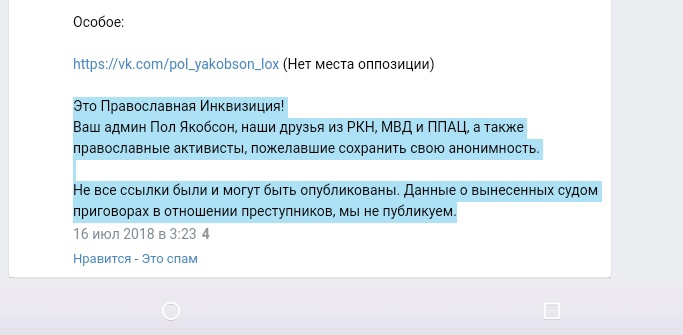 Особое:
https://vk.com/pol_yakobson_lox (Нет места оппозиции)
Это Православная Инквизиция!
Ваш админ Пол Якобсон, наши друзья из РКН, МВД и ППАЦ, а также
православные активисты, пожелавшие сохранить свою анонимность.
Не все ссылки были и могут быть опубликованы. Данные о вынесенных судом
приговорах в отношении преступников, мы не публикуем.
16 июл 2018 в 3:23 4
Нравится - Это спам